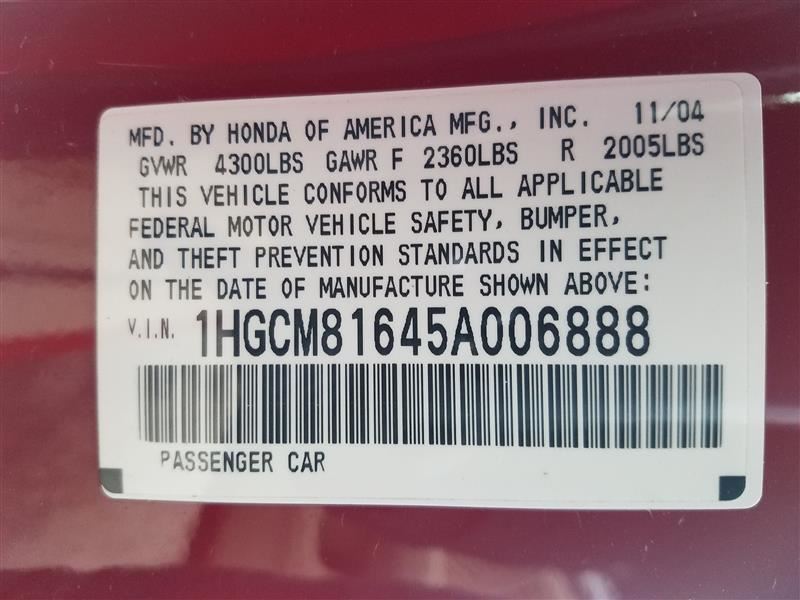 MFD. BY HONDA OF AMERICA MFG., INC. 11/04
GVWR 4300LBS GAWR F 2360LBS R 2005LBS
THIS VEHICLE CONFORMS TO ALL APPLICABLE
FEDERAL MOTOR VEHICLE SAFETY, BUMPER,
AND THEFT PREVENTION STANDARDS IN EFFECT
ON THE DATE OF MANUFACTURE SHOWN ABOVE:
V.I.N. 1HGCM81645A006888
PASSENGER CAR